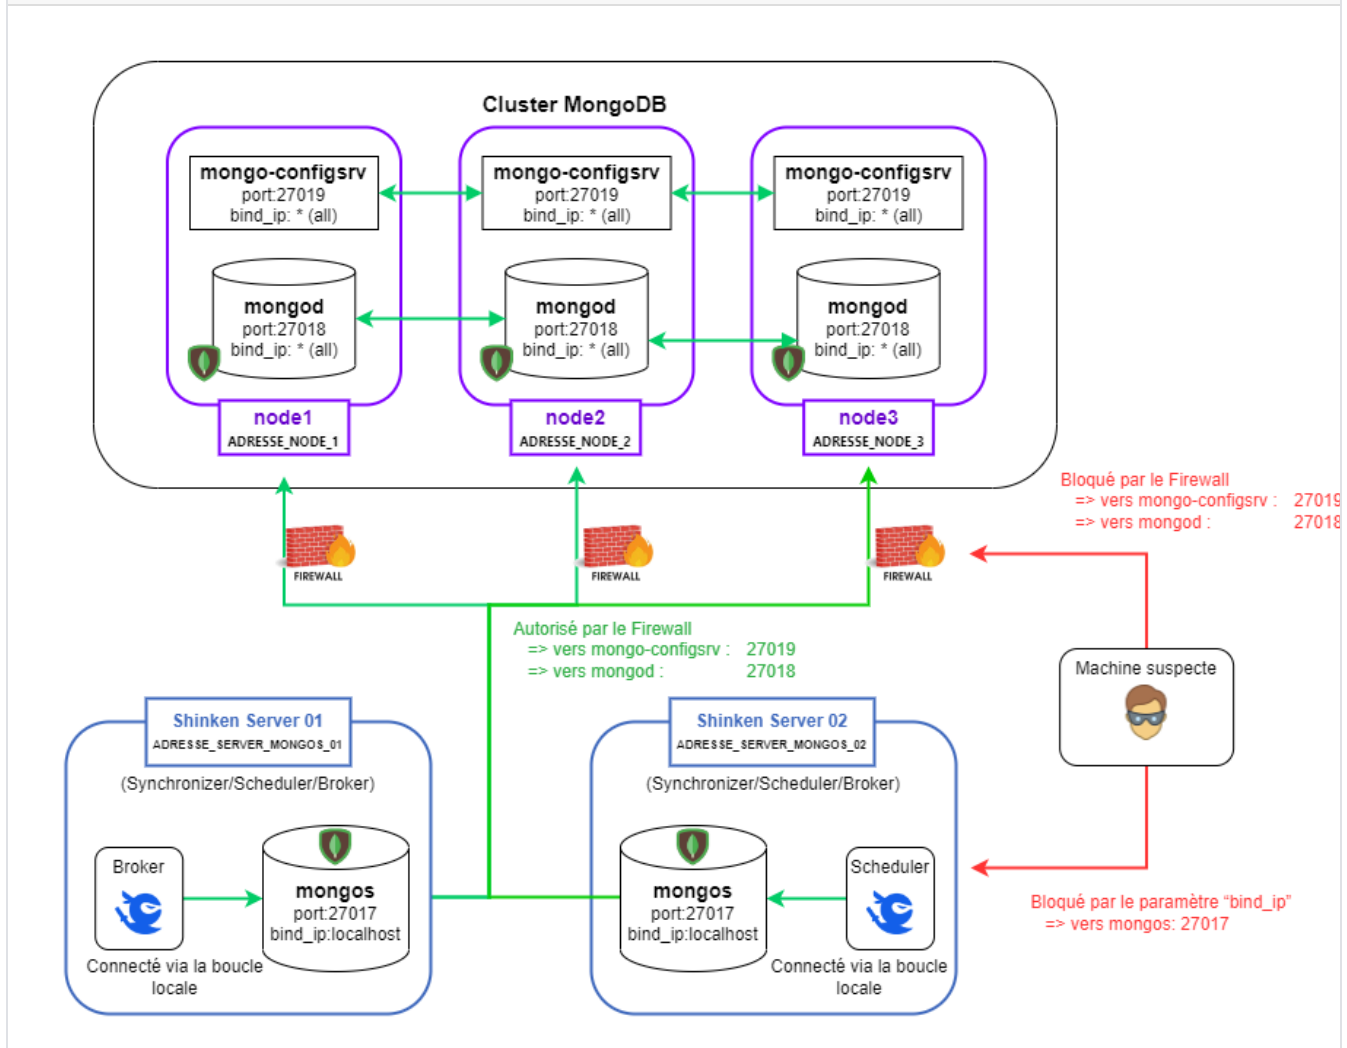 Cluster MongoDB
mongo-configsrv
port:27019
bind_ip: * (all)
mongo-configsrv
port:27019
bind_ip: * (all)
mongo-configsrv
port:27019
bind_ip: * (all)
mongod
port:27018
bind_ip: * (all)
mongod
port:27018
bind_ip: * (all)
mongod
port:27018
bind_ip: * (all)
node1
ADRESSE_NODE_1
node2
ADRESSE_NODE_2
node3
ADRESSE_NODE_3
Bloqué par le Firewall
=> vers mongo-configsrv : 27019
=> vers mongod : 27018
FIREWALL
FIREWALL
FIREWALL
Autorisé par le Firewall
=> vers mongo-configsrv : 27019
=> vers mongod : 27018
Machine suspecte
Shinken Server 01
ADRESSE_SERVER_MONGOS_01
(Synchronizer/Scheduler/Broker)
Broker
mongos
port:27017
bind_ip:localhost
Connecté via la boucle
locale
Shinken Server 02
ADRESSE_SERVER_MONGOS_02
(Synchronizer/Scheduler/Broker)
mongos
port:27017
bind_ip:localhost
Scheduler
Connecté via la boucle
locale
Bloqué par le paramètre “bind_ip”
=> vers mongos: 27017